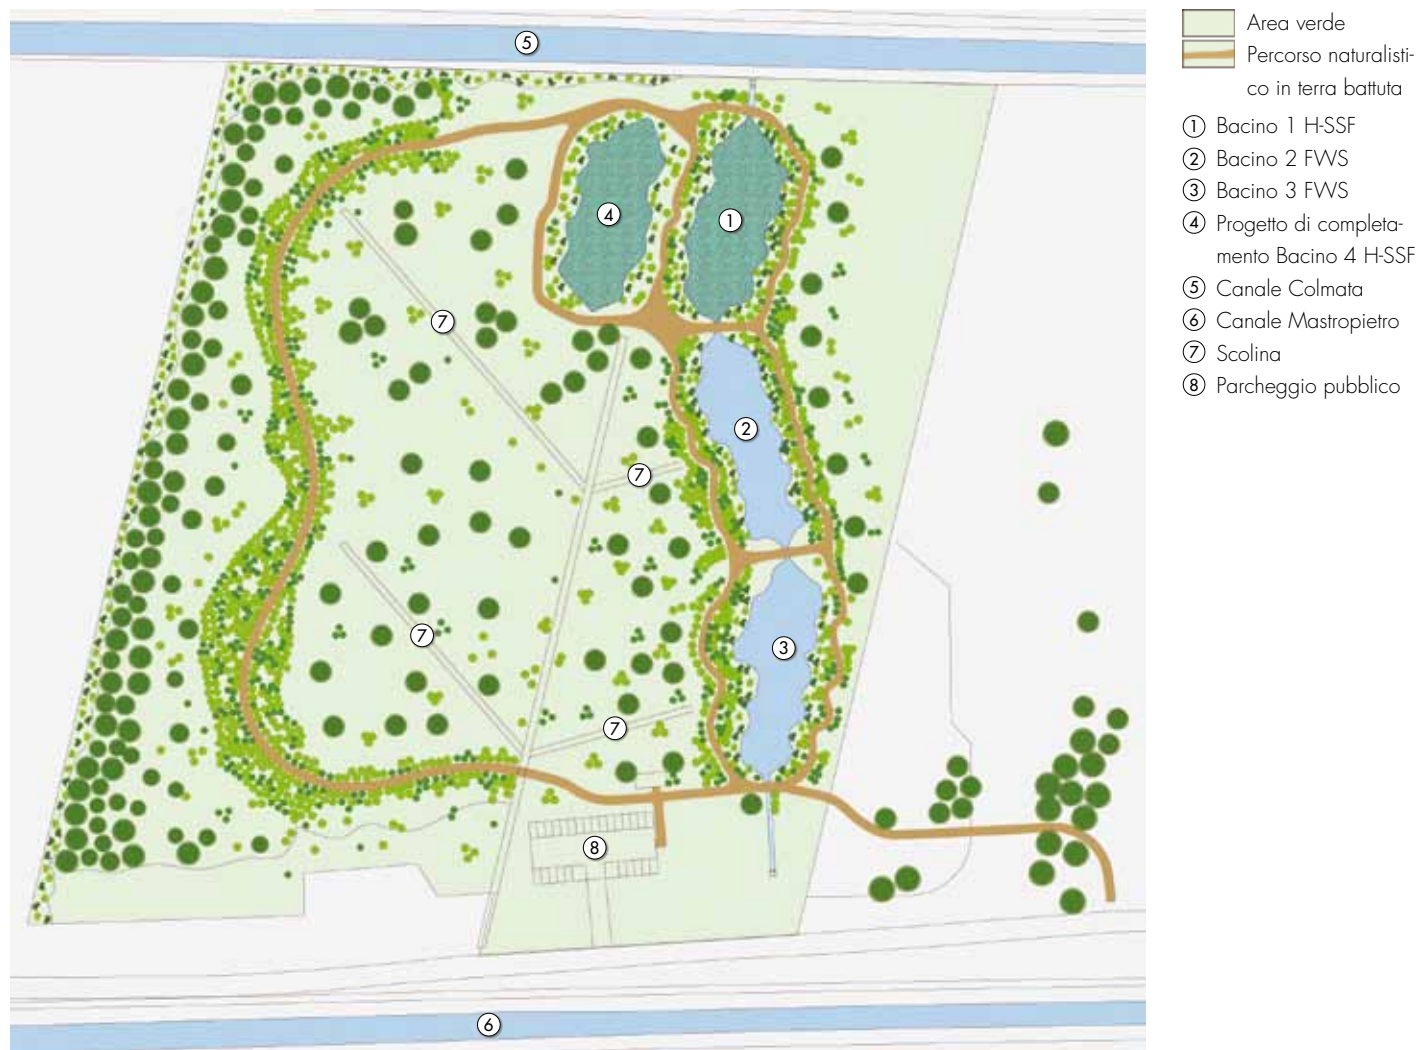 Area verde
Percorso naturalisti-
co in terra battuta
1 Bacino 1 H-SSF
2 Bacino 2 FWS
3 Bacino 3 FWS
4 Progetto di completa-
mento Bacino 4 H-SSF
5 Canale Colmata
6 Canale Mastropietro
7 Scolina
8 Parcheggio pubblico
5
4
1
7
2
7
7
3
7
8
6